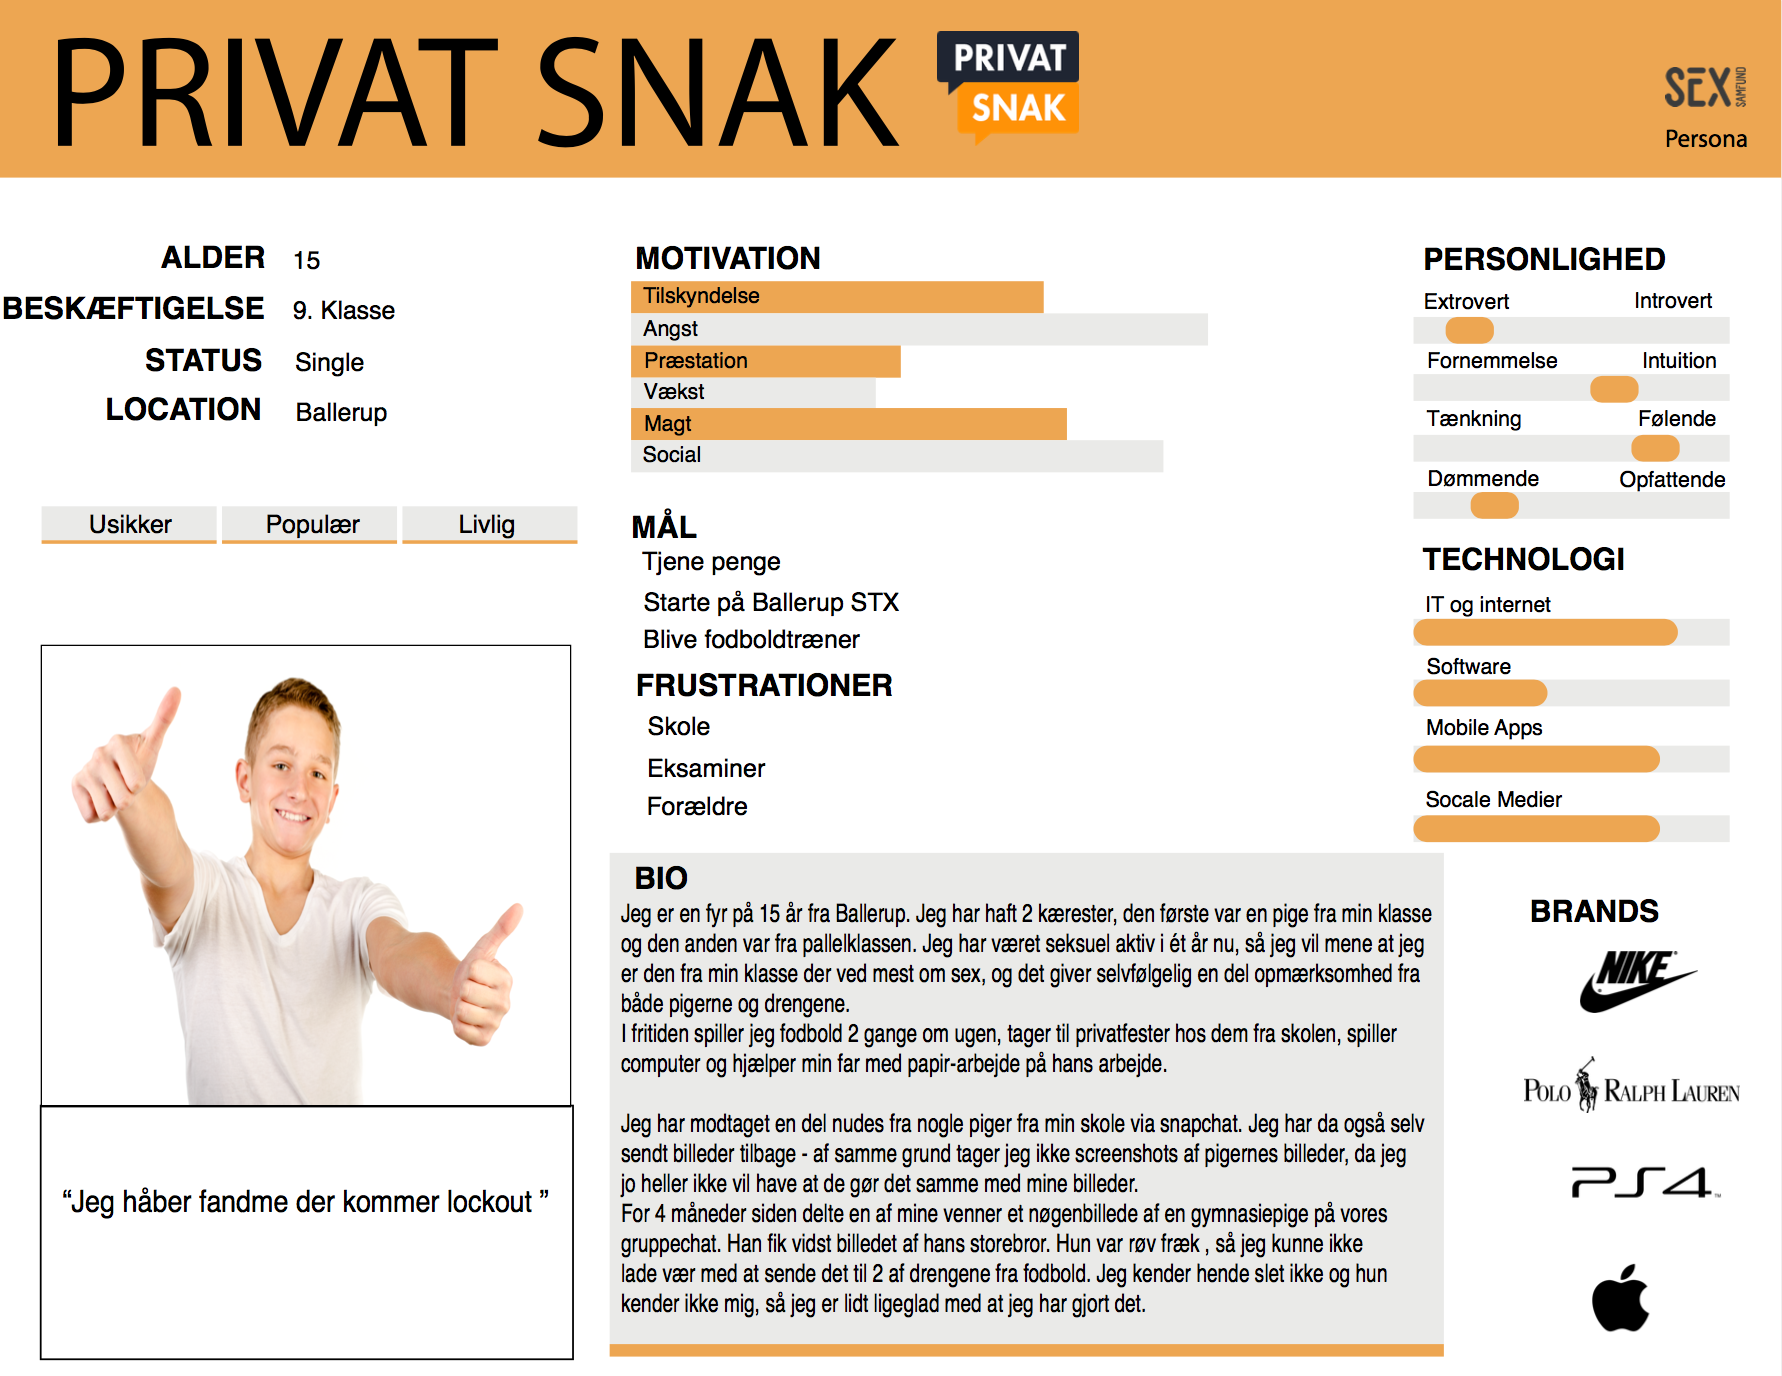 PRIVAT SNAK
PRIVAT
SNAK
SEX
SAMFUND
Persona
ALDER 15
BESKÆFTIGELSE 9. Klasse
STATUS Single
LOCATION Ballerup
Usikker Populær Livlig
“Jeg håber fandme der kommer lockout ”
MOTIVATION
Tilskyndelse
Angst
Præstation
Vækst
Magt
Social
MÅL
Tjene penge
Starte på Ballerup STX
Blive fodboldtræner
FRUSTRATIONER
Skole
Eksaminer
Forældre
BIO
Jeg er en fyr på 15 år fra Ballerup. Jeg har haft 2 kærester, den første var en pige fra min klasse
og den anden var fra pallelklassen. Jeg har været seksuel aktiv i ét år nu, så jeg vil mene at jeg
er den fra min klasse der ved mest om sex, og det giver selvfølgelig en del opmærksomhed fra
både pigerne og drengene.
I fritiden spiller jeg fodbold 2 gange om ugen, tager til privatfester hos dem fra skolen, spiller
computer og hjælper min far med papir-arbejde på hans arbejde.
Jeg har modtaget en del nudes fra nogle piger fra min skole via snapchat. Jeg har da også selv
sendt billeder tilbage - af samme grund tager jeg ikke screenshots af pigernes billeder, da jeg
jo heller ikke vil have at de gør det samme med mine billeder.
For 4 måneder siden delte en af mine venner et nøgenbillede af en gymnasiepige på vores
gruppechat. Han fik vidst billedet af hans storebror. Hun var røv fræk , så jeg kunne ikke
lade vær med at sende det til 2 af drengene fra fodbold. Jeg kender hende slet ikke og hun
kender ikke mig, så jeg er lidt ligeglad med at jeg har gjort det.
PERSONLIGHED
Extrovert Introvert
Fornemmelse Intuition
Tænkning Følende
Dømmende Opfattende
TECHNOLOGI
IT og internet
Software
Mobile Apps
Socale Medier
BRANDS
NIKE
POLO RALPH LAUREN
PS4